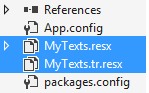 References
App.config
MyTexts.resx
MyTexts.tr.resx
packages.config